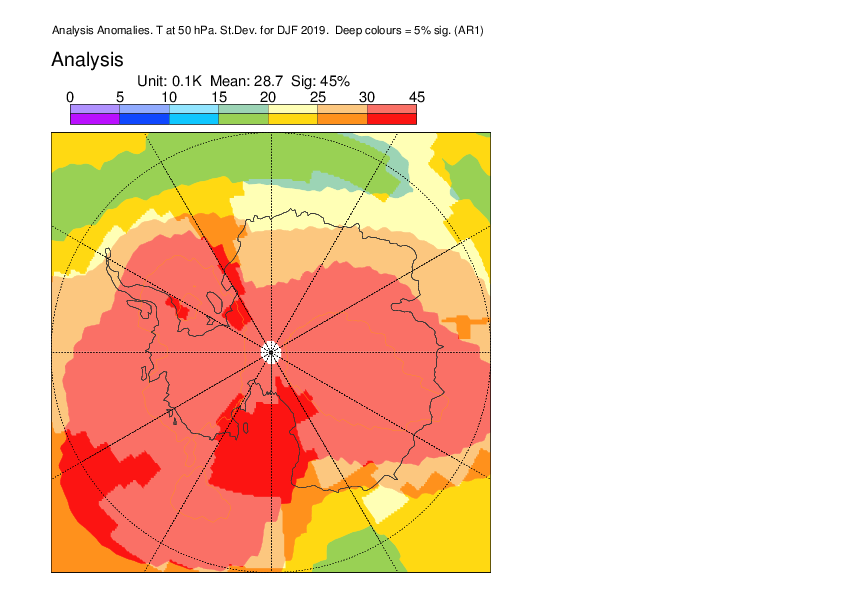 Analysis Anomalies. T at 50 hPa. St.Dev. for DJF 2019. Deep colours = 5% sig. (AR1)
Analysis
Unit: 0.1K Mean: 28.7 Sig: 45%
0 5 10 15 20 25 30 45